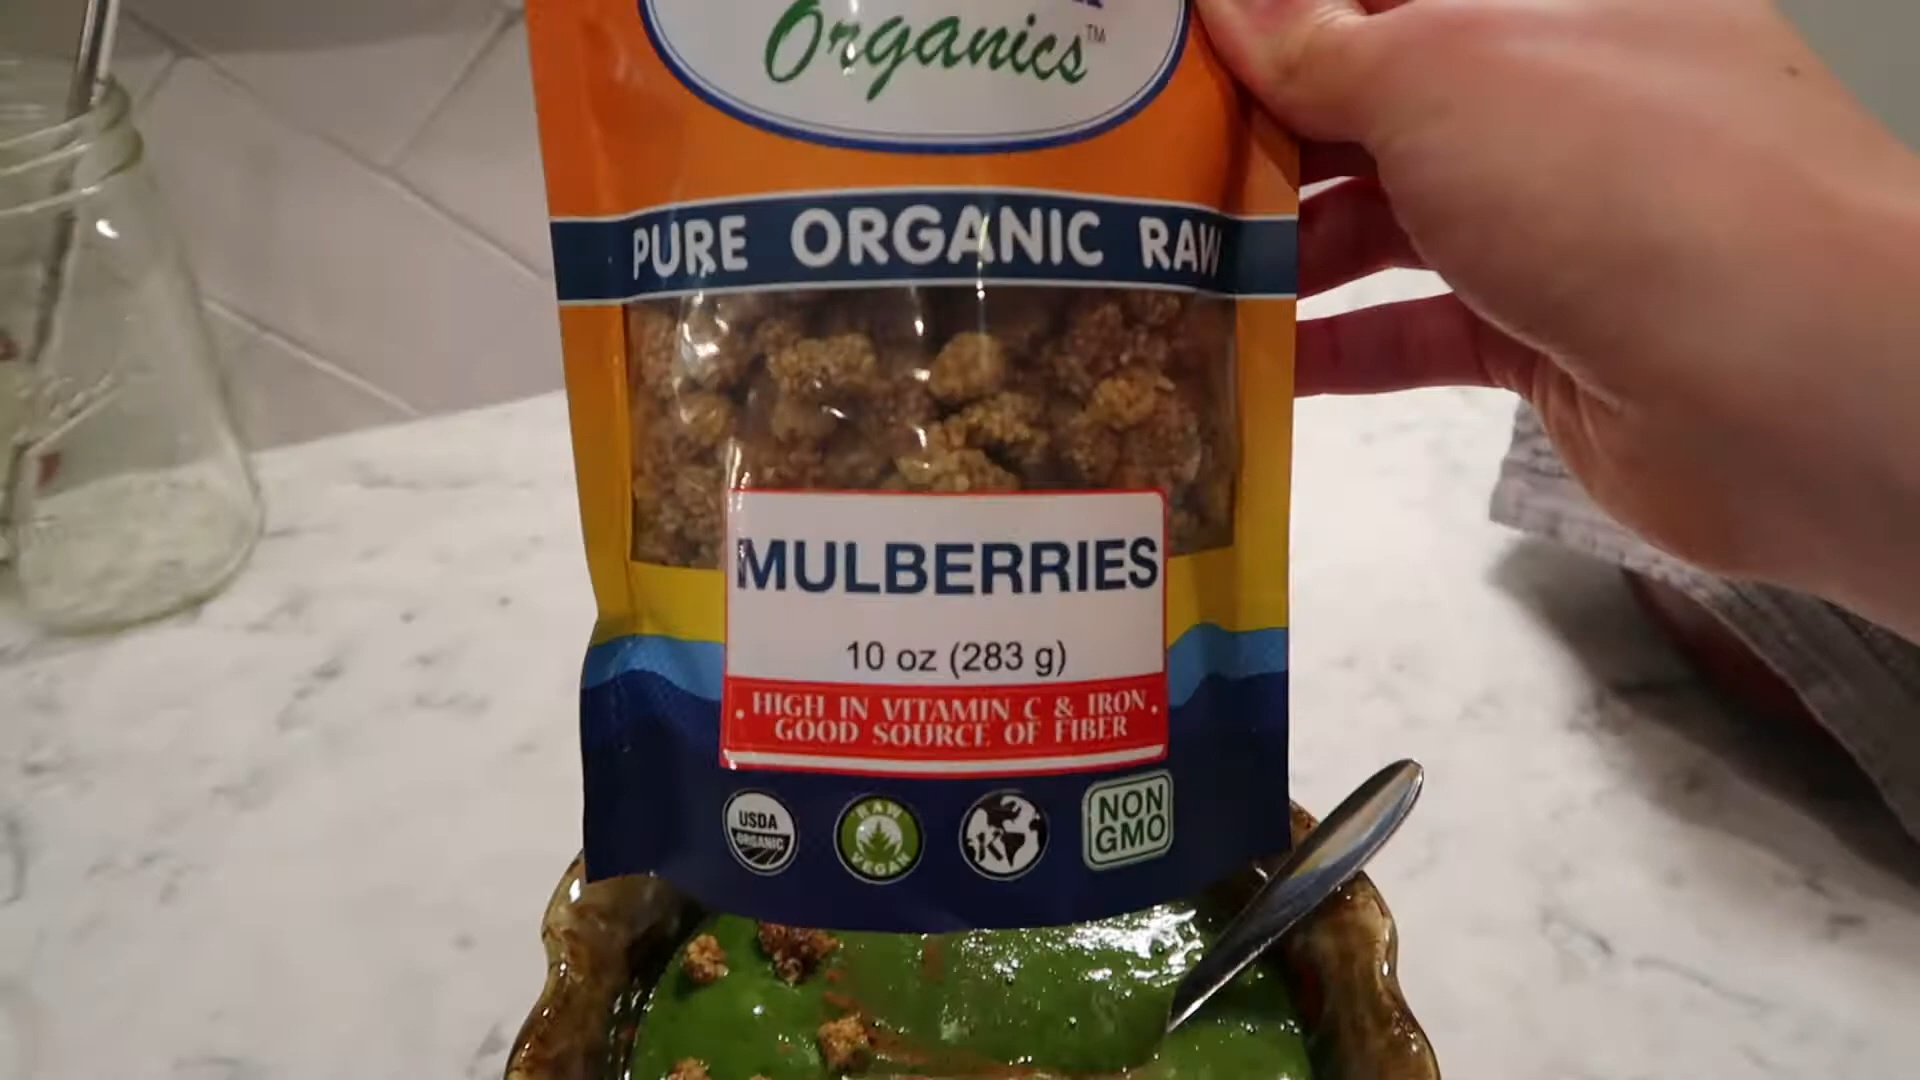 Organics™
PURE ORGANIC RAW
MULBERRIES
10 oz (283 g)
• HIGH IN VITAMIN C & IRON •
GOOD SOURCE OF FIBER
USDA
ORGANIC
RAW
VEGAN
K
NON
GMO